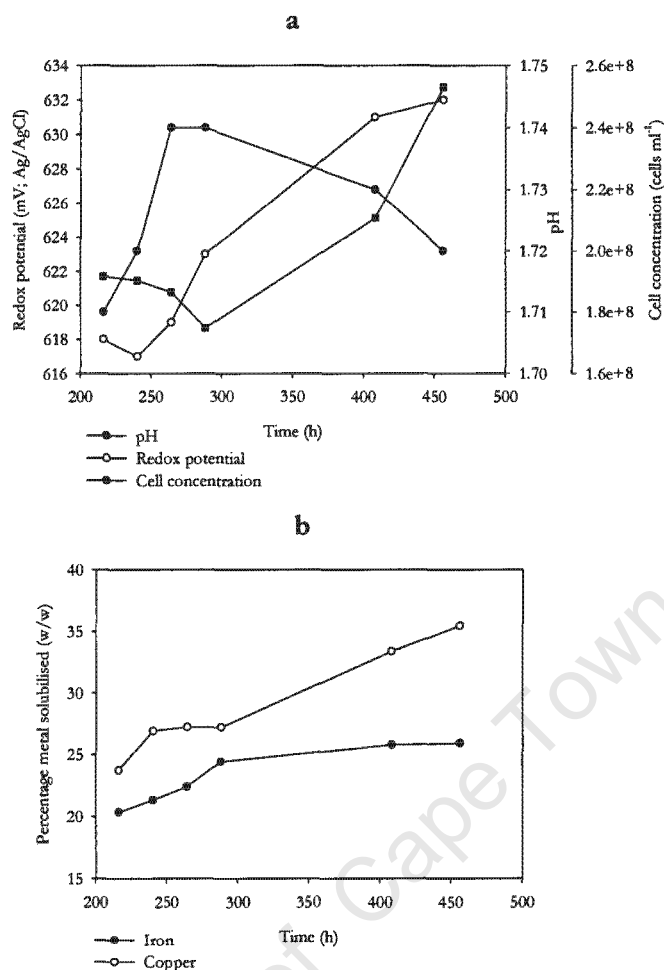 a
634
632
630
628
626
624
622
620
618
616
Redox potential (mV; Ag/AgCl)
1.75
1.74
1.73
1.72
1.71
1.70
pH
2.6e+8
2.4e+8
2.2e+8
2.0e+8
1.8e+8
1.6e+8
Cell concentration (cells ml⁻¹)
200 250 300 350 400 450 500
Time (h)
pH
Redox potential
Cell concentration
b
40
35
30
25
20
15
Percentage metal solubilised (w/w)
200 250 300 350 400 450 500
Time (h)
Iron
Copper
of Cape Town